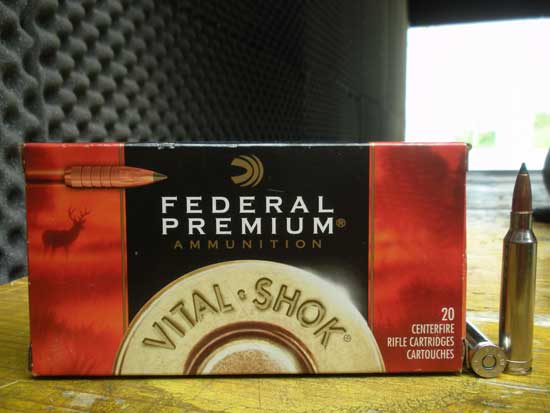 FEDERAL
PREMIUM®
AMMUNITION
VITAL·SHOK®
20
CENTERFIRE
RIFLE CARTRIDGES
CARTOUCHES